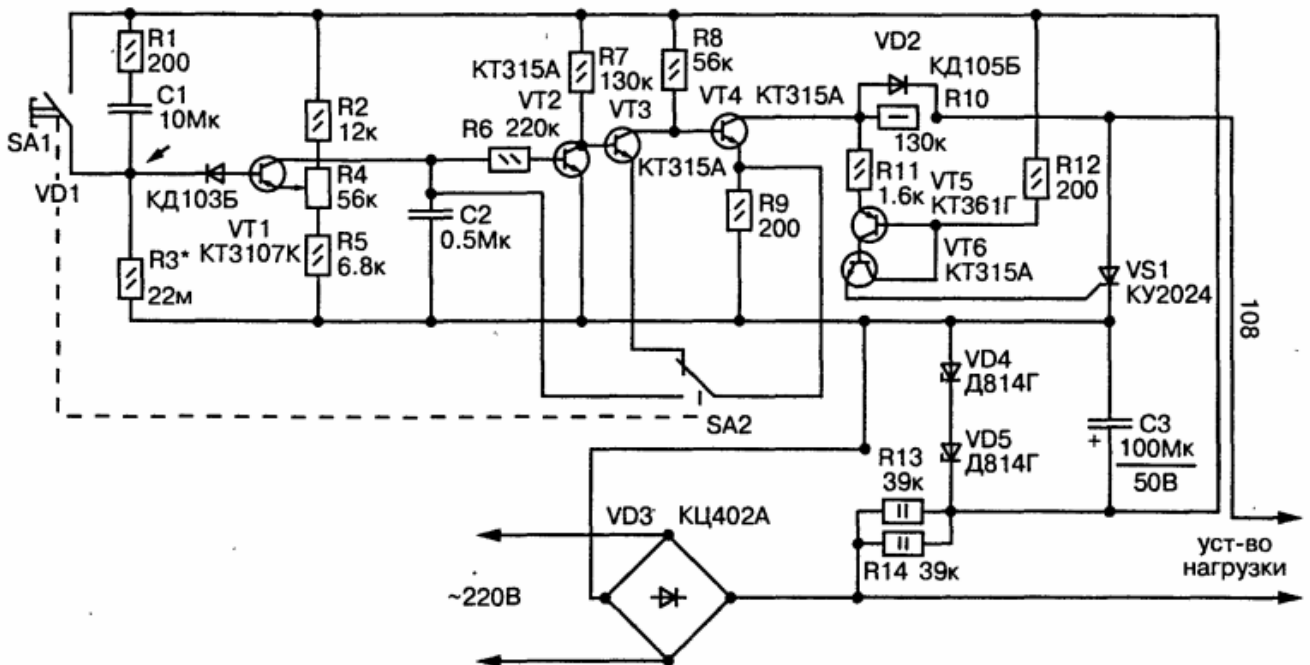 R1
200
C1
10Мк
SA1
VD1
КД103Б
VT1
КТ3107К
R2
12к
R3*
22м
R4
56к
R5
6.8к
C2
0.5Мк
R6 220к
КТ315А
VT2
R7
130к
VT3
КТ315А
R8
56к
VT4 КТ315А
R9
200
VD2
КД105Б
R10
130к
R11
1.6к
VT5
КТ361Г
R12
200
VT6
КТ315А
VS1
КУ2024
108
SA2
VD4
Д814Г
VD5
Д814Г
C3
+
100Мк
50В
R13
39к
R14 39к
VD3 КЦ402А
~220В
уст-во
нагрузки